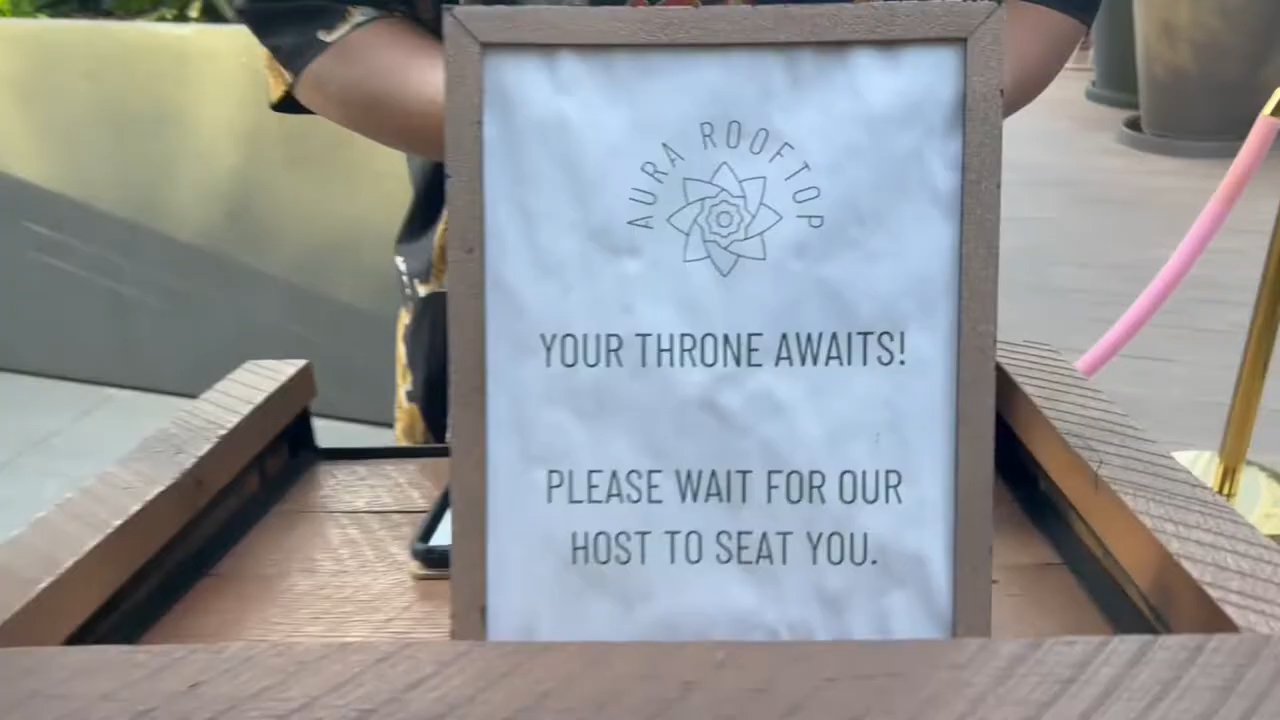 AURA ROOFTOP
YOUR THRONE AWAITS!
PLEASE WAIT FOR OUR
HOST TO SEAT YOU.